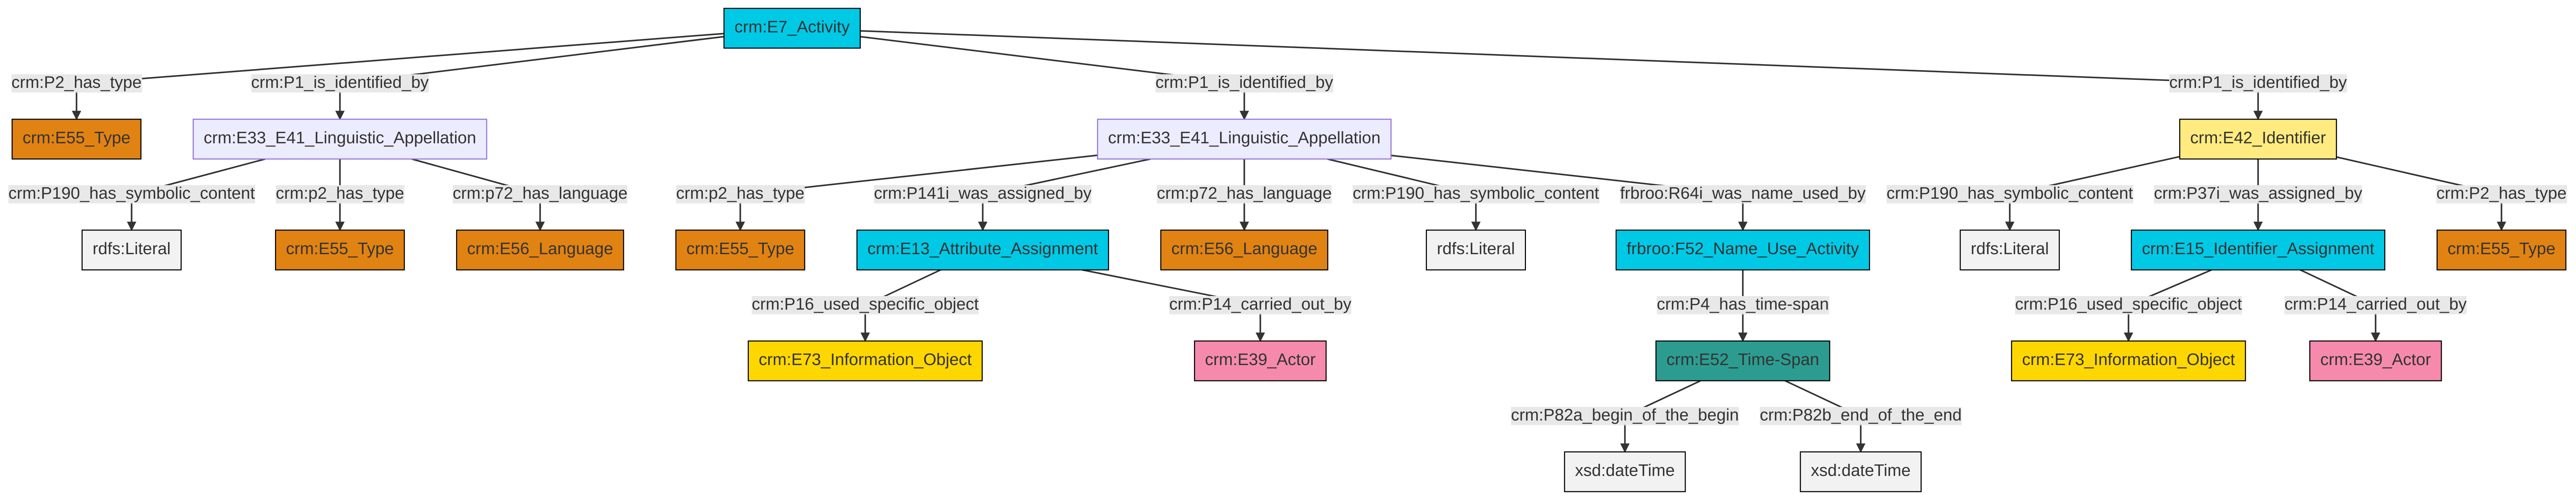 crm:E7_Activity
crm:P2_has_type
crm:P1_is_identified_by
crm:P1_is_identified_by
crm:P1_is_identified_by
crm:E55_Type
crm:E33_E41_Linguistic_Appellation
crm:E33_E41_Linguistic_Appellation
crm:E42_Identifier
crm:P190_has_symbolic_content
crm:p2_has_type
crm:p72_has_language
crm:p2_has_type
crm:P141i_was_assigned_by
crm:p72_has_language
crm:P190_has_symbolic_content
frbroo:R64i_was_name_used_by
crm:P190_has_symbolic_content
crm:P37i_was_assigned_by
crm:P2_has_type
rdfs:Literal
crm:E55_Type
crm:E56_Language
crm:E55_Type
crm:E13_Attribute_Assignment
crm:E56_Language
rdfs:Literal
frbroo:F52_Name_Use_Activity
rdfs:Literal
crm:E15_Identifier_Assignment
crm:E55_Type
crm:P16_used_specific_object
crm:P14_carried_out_by
crm:P4_has_time-span
crm:P16_used_specific_object
crm:P14_carried_out_by
crm:E73_Information_Object
crm:E39_Actor
crm:E52_Time-Span
crm:E73_Information_Object
crm:E39_Actor
crm:P82a_begin_of_the_begin
crm:P82b_end_of_the_end
xsd:dateTime
xsd:dateTime